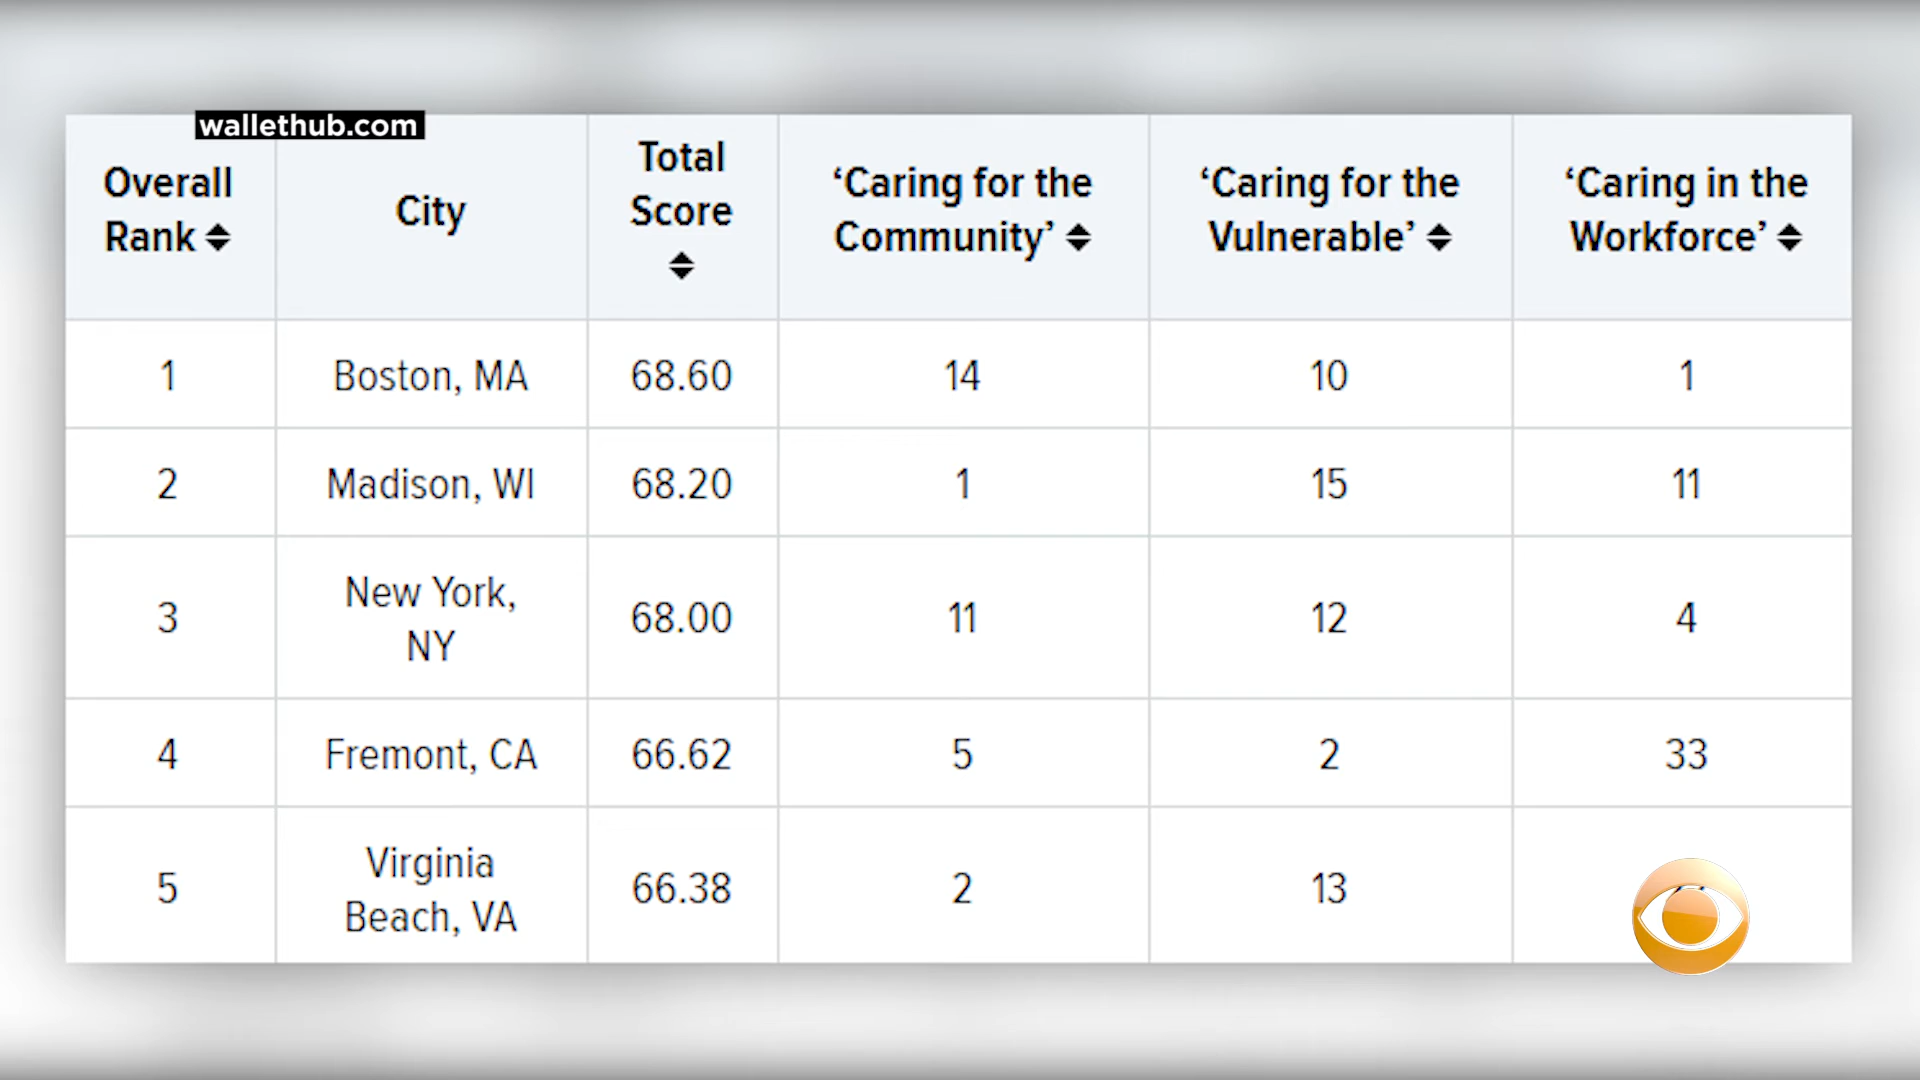 wallethub.com
Overall
Rank
City
Total
Score
‘Caring for the
Community’
‘Caring for the
Vulnerable’
‘Caring in the
Workforce’
1 Boston, MA 68.60 14 10 1
2 Madison, WI 68.20 1 15 11
3 New York,
NY 68.00 11 12 4
4 Fremont, CA 66.62 5 2 33
5 Virginia
Beach, VA 66.38 2 13